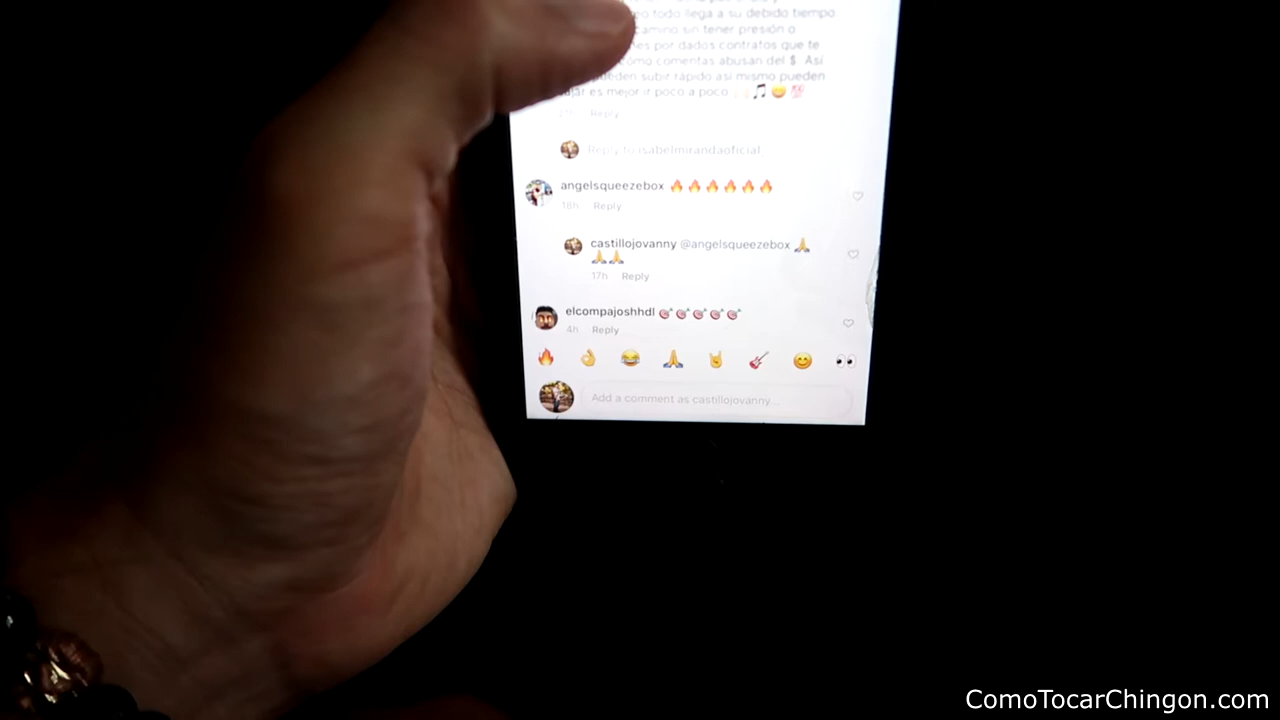 todo llega a su debido tiempo
camino sin tener presión o
por dados contratos que te
como comentas abusan del $. Así
pueden subir rápido así mismo pueden
es mejor ir poco a poco 🎵😄💯
Reply
Reply to isabelmirandaoficial
angelsqueezebox 🔥🔥🔥🔥🔥🔥
18h Reply
castillojovanny @angelsqueezebox 🙏
🙏🙏
17h Reply
elcompajoshhdl 🎯🎯🎯🎯🎯
4h Reply
🔥👌😂🙏🤘🎸😊👀
Add a comment as castillojovanny...
ComoTocarChingon.com